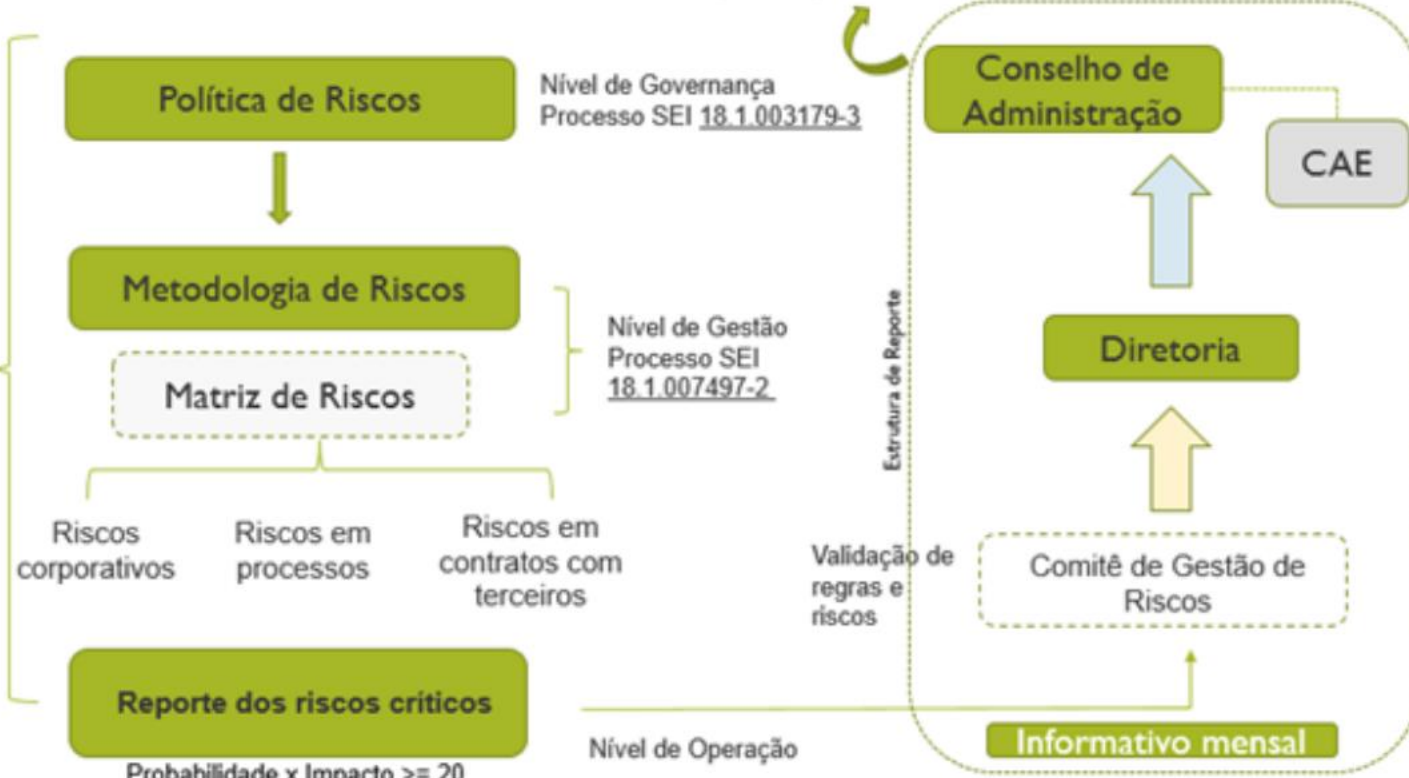 Política de Riscos
Nível de Governança
Processo SEI 18.1.003179-3
Metodologia de Riscos
Nível de Gestão
Processo SEI
18.1.007497-2
Matriz de Riscos
Riscos
corporativos
Riscos em
processos
Riscos em
contratos com
terceiros
Reporte dos riscos críticos
Probabilidade x Impacto >= 20
Nível de Operação
Conselho de
Administração
CAE
Diretoria
Estrutura de Reporte
Validação de
regras e
riscos
Comitê de Gestão de
Riscos
Informativo mensal